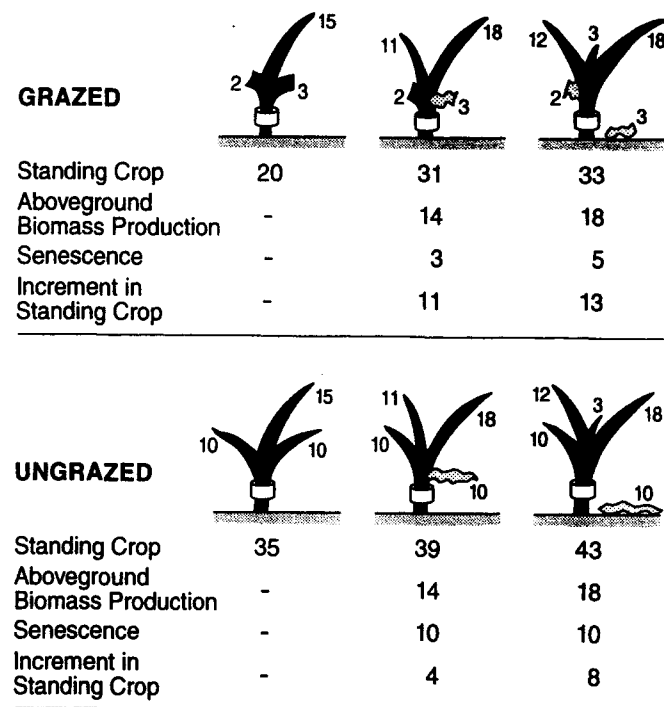 15
2
3
11
18
2
3
12
3
18
2
3
GRAZED
Standing Crop 20 31 33
Aboveground
Biomass Production - 14 18
Senescence - 3 5
Increment in
Standing Crop - 11 13
15
10
10
11
18
10
10
12
3
18
10
10
UNGRAZED
Standing Crop 35 39 43
Aboveground
Biomass Production - 14 18
Senescence - 10 10
Increment in
Standing Crop - 4 8